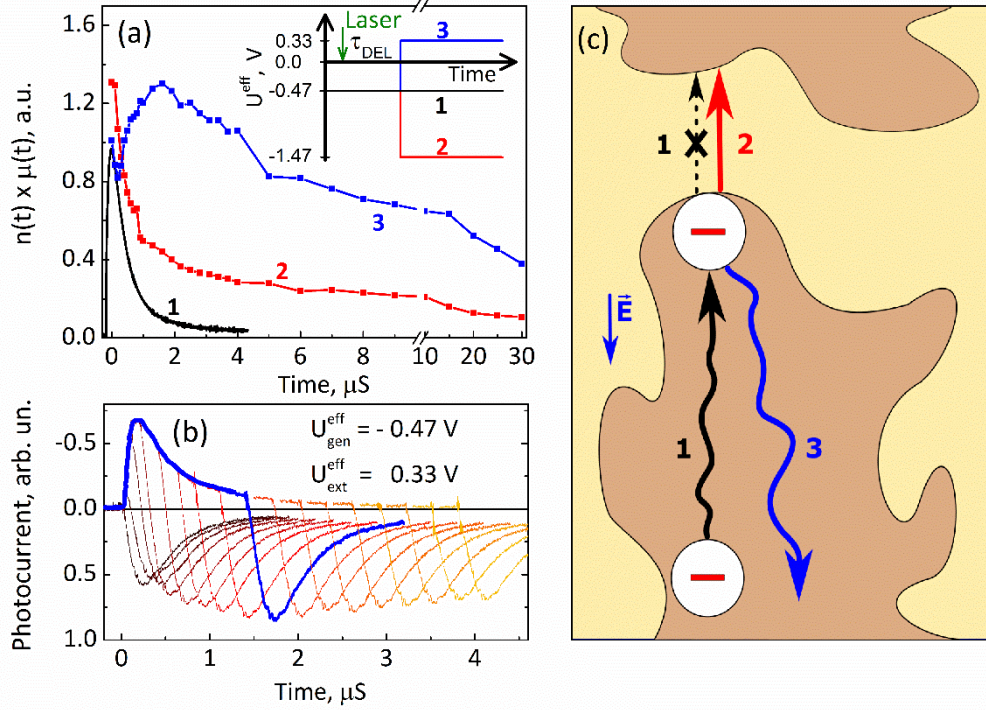 (a)
Laser
τDEL
Time
Ueff, V
0.33
0.0
-0.47
-1.47
3
1
2
n(t) x μ(t), a.u.
1.6
1.2
0.8
0.4
0.0
3
2
1
0 2 4 6 8 10 20 30
Time, μS
(b)
Ueffgen = - 0.47 V
Ueffext = 0.33 V
Photocurrent, arb. un.
-0.5
0.0
0.5
1.0
0 1 2 3 4
Time, μS
(c)
1
2
E
1
3